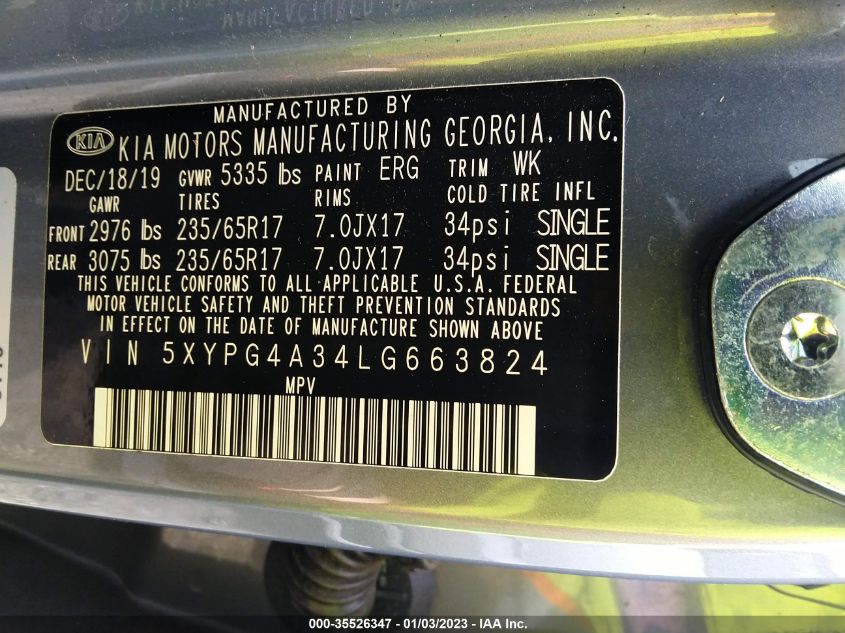 MANUFACTURED BY
KIA KIA MOTORS MANUFACTURING GEORGIA, INC.
DEC/18/19 GVWR 5335 lbs PAINT ERG TRIM WK
GAWR TIRES RIMS COLD TIRE INFL
FRONT 2976 lbs 235/65R17 7.0JX17 34psi SINGLE
REAR 3075 lbs 235/65R17 7.0JX17 34psi SINGLE
THIS VEHICLE CONFORMS TO ALL APPLICABLE U.S.A. FEDERAL
MOTOR VEHICLE SAFETY AND THEFT PREVENTION STANDARDS
IN EFFECT ON THE DATE OF MANUFACTURE SHOWN ABOVE
VIN 5XYPG4A34LG663824
MPV
000-35526347 - 01/03/2023 - IAA Inc.